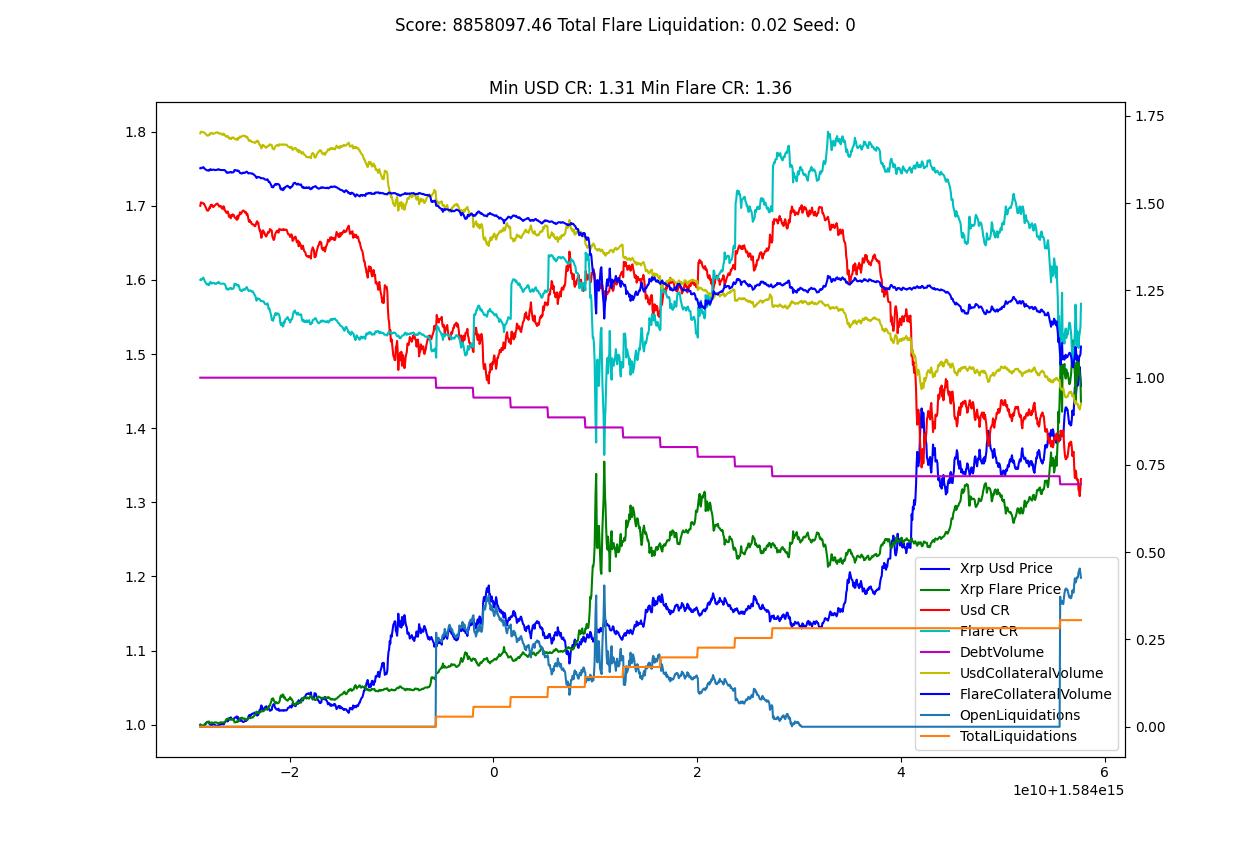 Score: 8858097.46 Total Flare Liquidation: 0.02 Seed: 0
Min USD CR: 1.31 Min Flare CR: 1.36
1.8
1.7
1.6
1.5
1.4
1.3
1.2
1.1
1.0
1.75
1.50
1.25
1.00
0.75
0.50
0.25
0.00
Xrp Usd Price
Xrp Flare Price
Usd CR
Flare CR
DebtVolume
UsdCollateralVolume
FlareCollateralVolume
OpenLiquidations
TotalLiquidations
−2 0 2 4 6
1e10+1.584e15